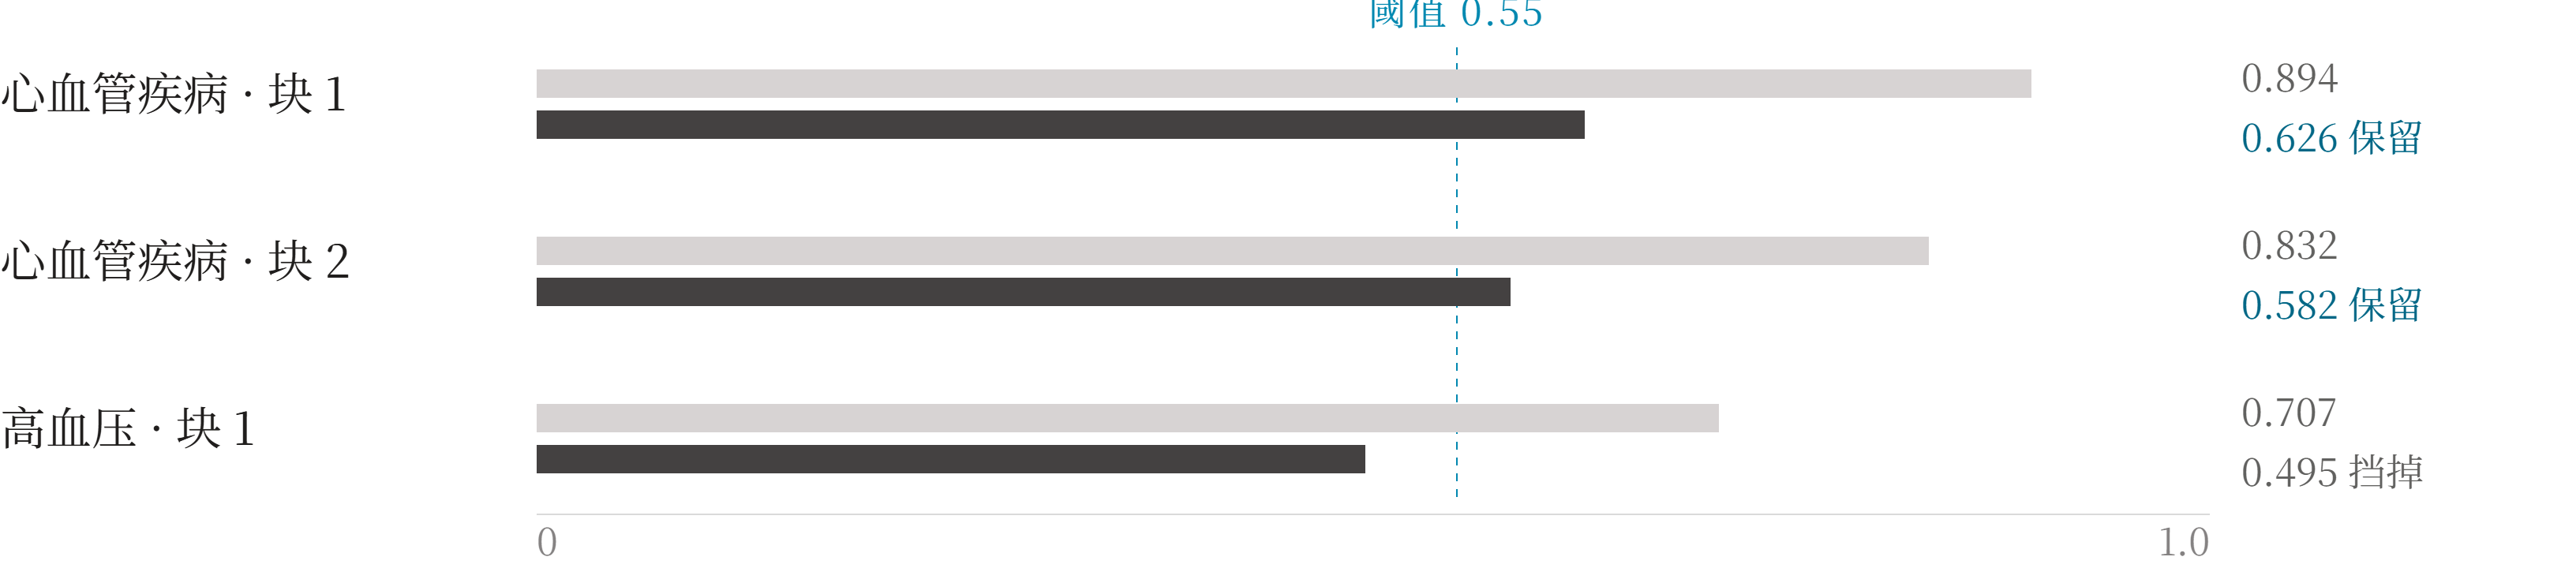 閾值 0.55
心血管疾病 · 块 1
0.894
0.626 保留
心血管疾病 · 块 2
0.832
0.582 保留
高血压 · 块 1
0.707
0.495 挡掉
0
1.0